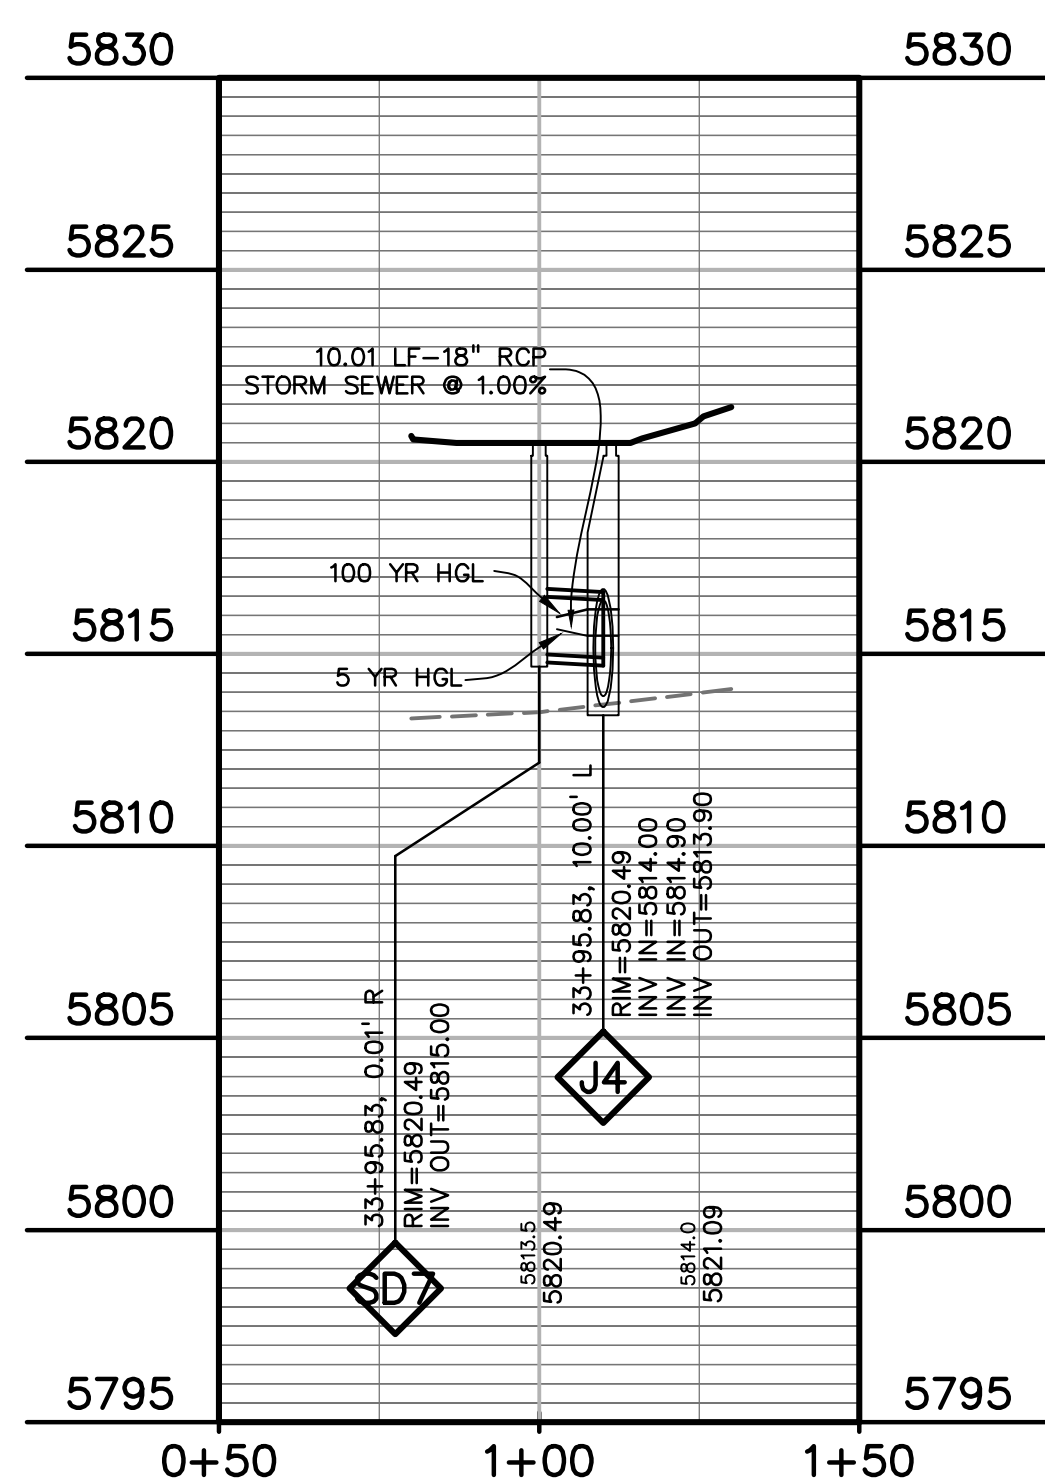 5830 5830
5825 5825
10.01 LF-18" RCP
STORM SEWER @ 1.00%
5820 5820
100 YR HGL
5815 5815
5 YR HGL
5810 5810
33+95.83, 10.00' L
RIM=5820.49
INV IN=5814.00
INV IN=5814.90
INV OUT=5813.90
5805 5805
J4
33+95.83, 0.01' R
RIM=5820.49
INV OUT=5815.00
5800 5800
SD7
5813.5
5820.49
5814.0
5821.09
5795 5795
0+50 1+00 1+50